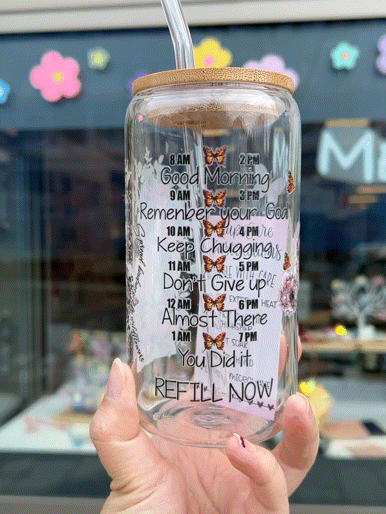 8 AM 2 PM
Good Morning
9 AM 3 PM
Remember your Goa
10 AM 4 PM
Keep Chugging
11 AM 5 PM
Don't Give up
12 AM 6 PM
Almost There
1 AM 7 PM
You Did it
REFILL NOW